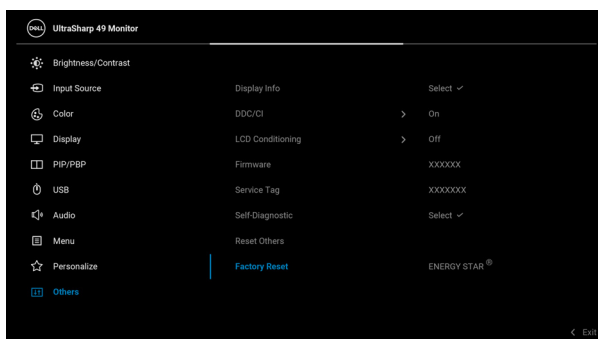 DELL UltraSharp 49 Monitor
Brightness/Contrast
Input Source Display Info Select
Color DDC/CI > On
Display LCD Conditioning > Off
PIP/PBP Firmware XXXXXX
USB Service Tag XXXXXXX
Audio Self-Diagnostic Select
Menu Reset Others
Personalize Factory Reset ENERGY STAR ®
Others
< Exit